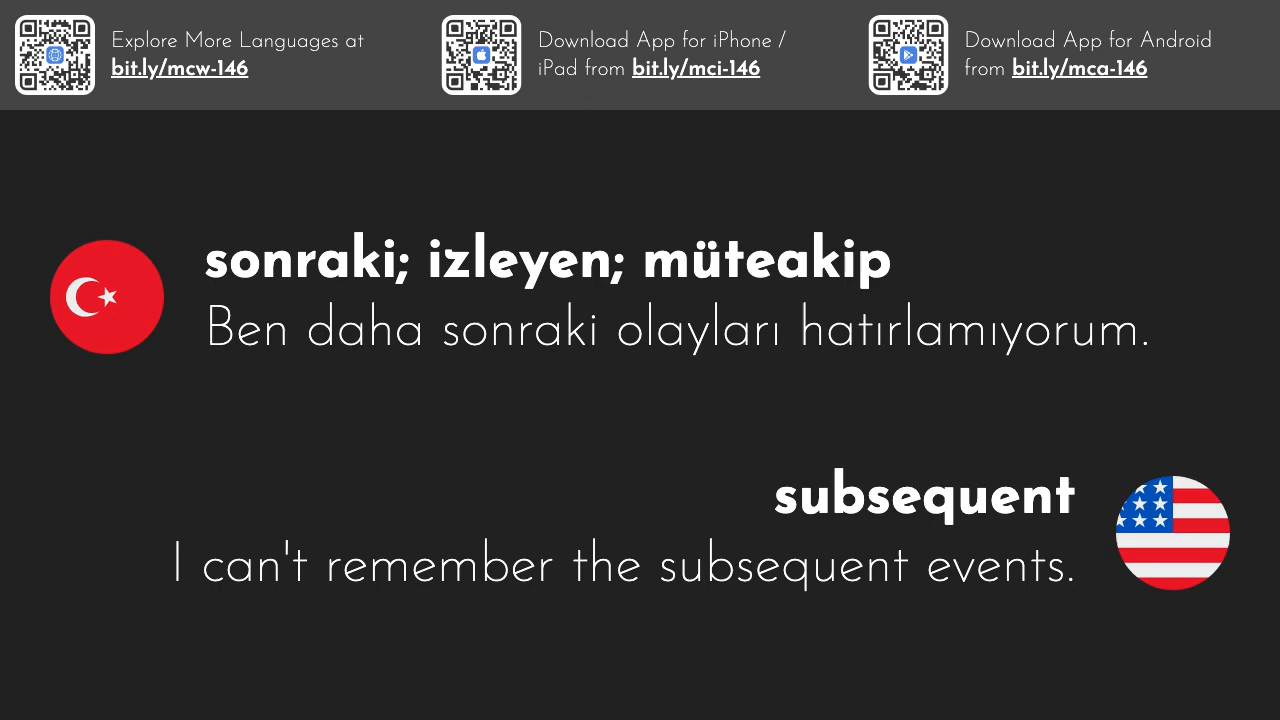 Explore More Languages at
bit.ly/mcw-146
Download App for iPhone /
iPad from bit.ly/mci-146
Download App for Android
from bit.ly/mca-146
sonraki; izleyen; müteakip
Ben daha sonraki olayları hatırlamıyorum.
subsequent
I can't remember the subsequent events.